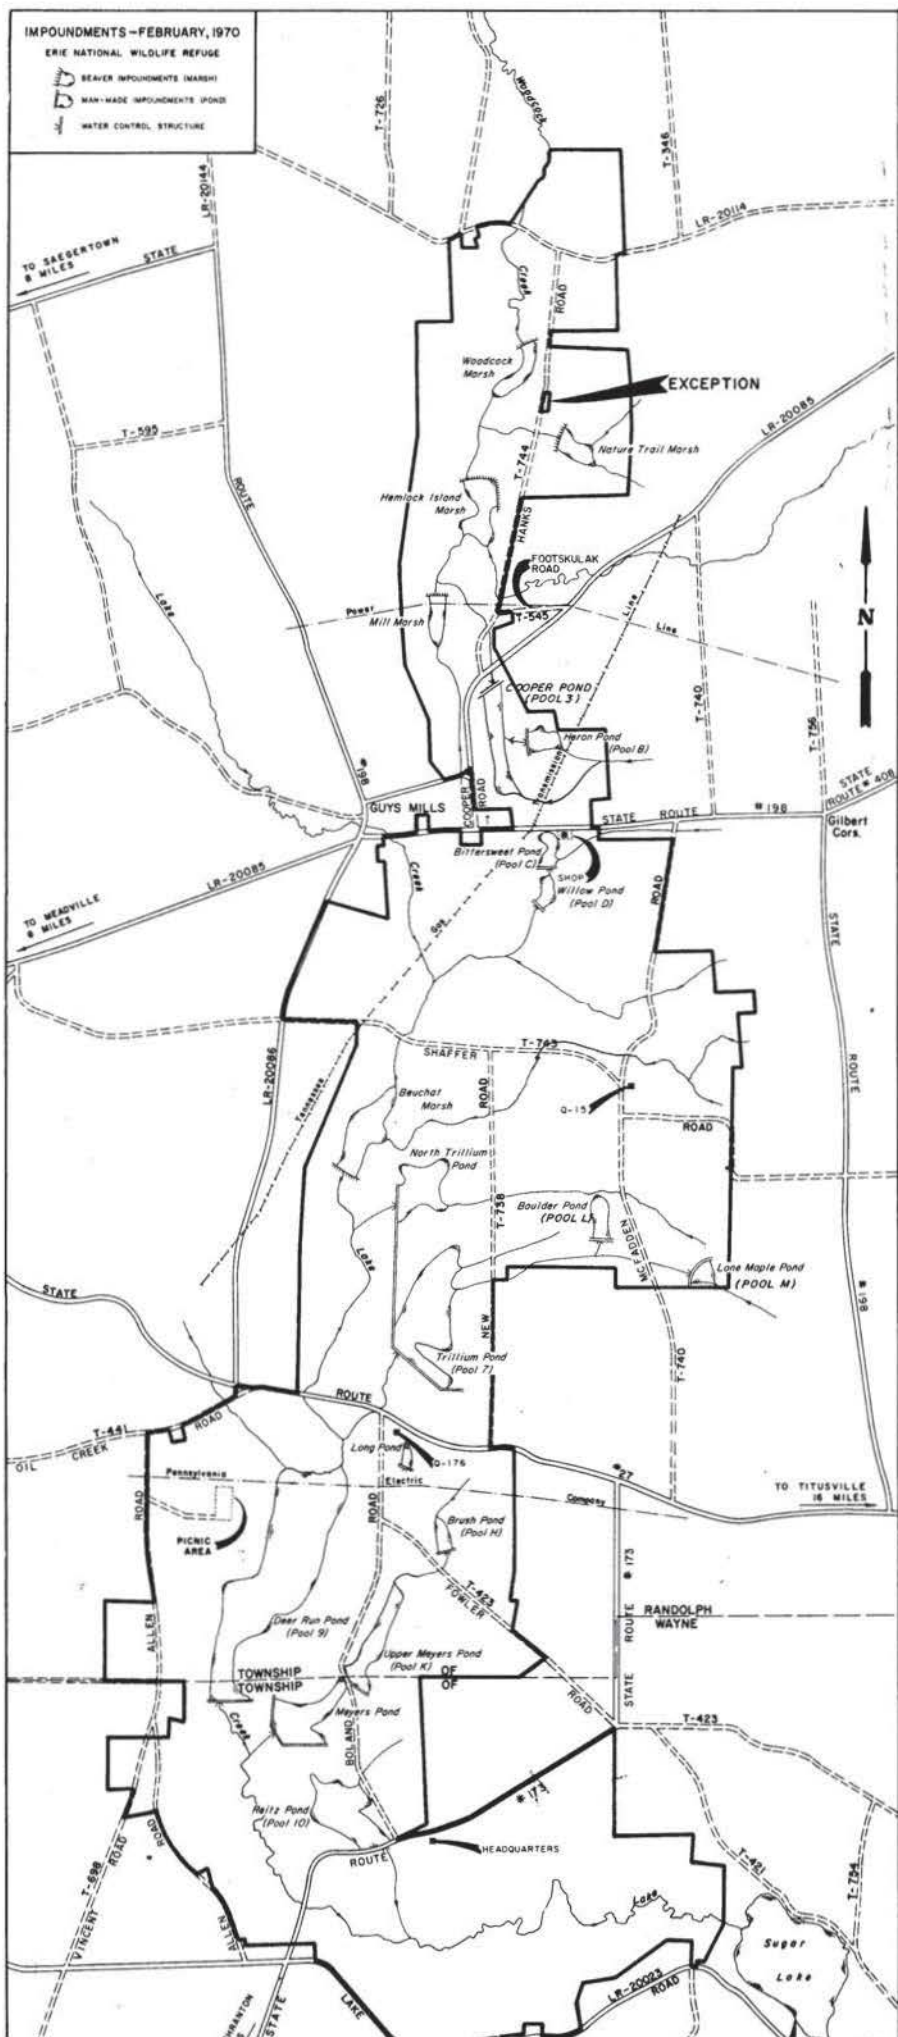 IMPOUNDMENTS-FEBRUARY, 1970
ERIE NATIONAL WILDLIFE REFUGE
BEAVER IMPOUNDMENTS (MARSH)
MAN-MADE IMPOUNDMENTS (POND)
WATER CONTROL STRUCTURE
WOODCOCK
T-726
T-346
LR-20144
LR-20114
TO SAEGERTOWN
8 MILES
STATE
Creek
ROAD
Woodcock
Marsh
EXCEPTION
LR-20085
T-595
Nature Trail Marsh
T-744
ROUTE
Hemlock Island
Marsh
HANKS
FOOTSKULAK
ROAD
Lake
Power
Line
Line
T-545
Mill Marsh
N
T-740
T-756
COOPER POND
(POOL 3)
Heron Pond
(Pool B)
Transmission
# 198
STATE
ROUTE # 408
GUYS MILLS
COOPER
ROAD
STATE ROUTE # 198
Gilbert
Cors.
Bittersweet Pond
(Pool C)
SHOP
Willow Pond
(Pool D)
Creek
LR-20085
ROAD
TO MEADVILLE
8 MILES
Gas
STATE
SHAFFER
T-743
LR-20086
Tennessee
ROAD
ROUTE
Beuchat
Marsh
Q-15
ROAD
North Trillium
Pond
T-738
Boulder Pond
(POOL L)
MCFADDEN
Lake
Lone Maple Pond
(POOL M)
STATE
NEW
# 198
Trillium Pond
(Pool 7)
T-740
ROUTE
T-441
OIL CREEK ROAD
Long Pond
Q-176
# 27
Pennsylvania
Electric
Company
TO TITUSVILLE
16 MILES
ROAD
ROAD
PICNIC
AREA
Brush Pond
(Pool H)
# 173
T-423
FOWLER
ROUTE
RANDOLPH
WAYNE
ALLEN
Deer Run Pond
(Pool 9)
Upper Meyers Pond
(Pool K)
TOWNSHIP
OF
TOWNSHIP
OF
STATE
ROAD
Meyers Pond
T-423
Creek
BOLAND
# 173
Reitz Pond
(Pool 10)
ROAD
HEADQUARTERS
ROUTE
T-698
VINCENT
ROAD
T-421
T-754
ALLEN
Lake
Sugar
Lake
LR-20023
ROAD
STATE
LAKE